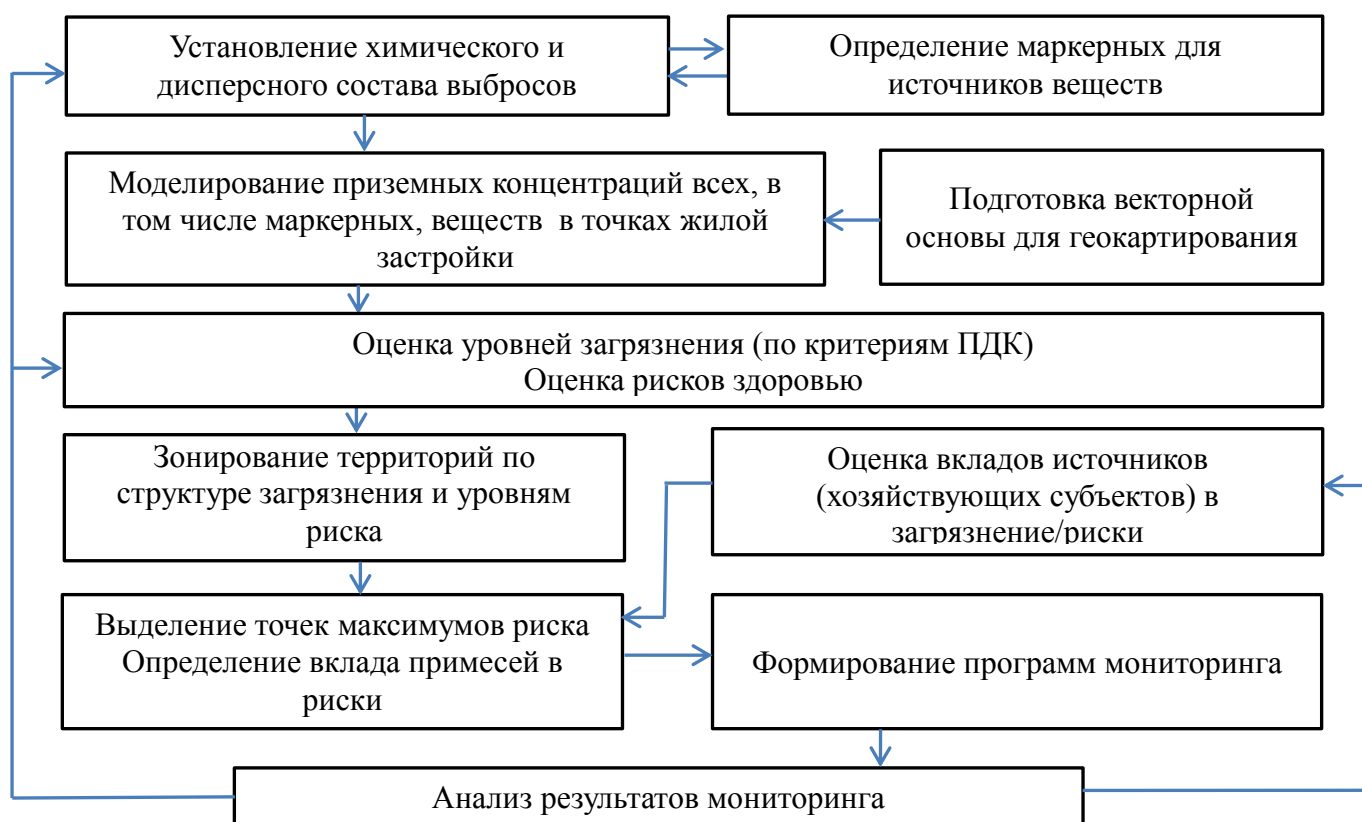 Установление химического и
дисперсного состава выбросов
Определение маркерных для
источников веществ
Моделирование приземных концентраций всех, в
том числе маркерных, веществ в точках жилой
застройки
Подготовка векторной
основы для геокартирования
Оценка уровней загрязнения (по критериям ПДК)
Оценка рисков здоровью
Зонирование территорий по
структуре загрязнения и уровням
риска
Оценка вкладов источников
(хозяйствующих субъектов) в
загрязнение/риски
Выделение точек максимумов риска
Определение вклада примесей в
риски
Формирование программ мониторинга
Анализ результатов мониторинга